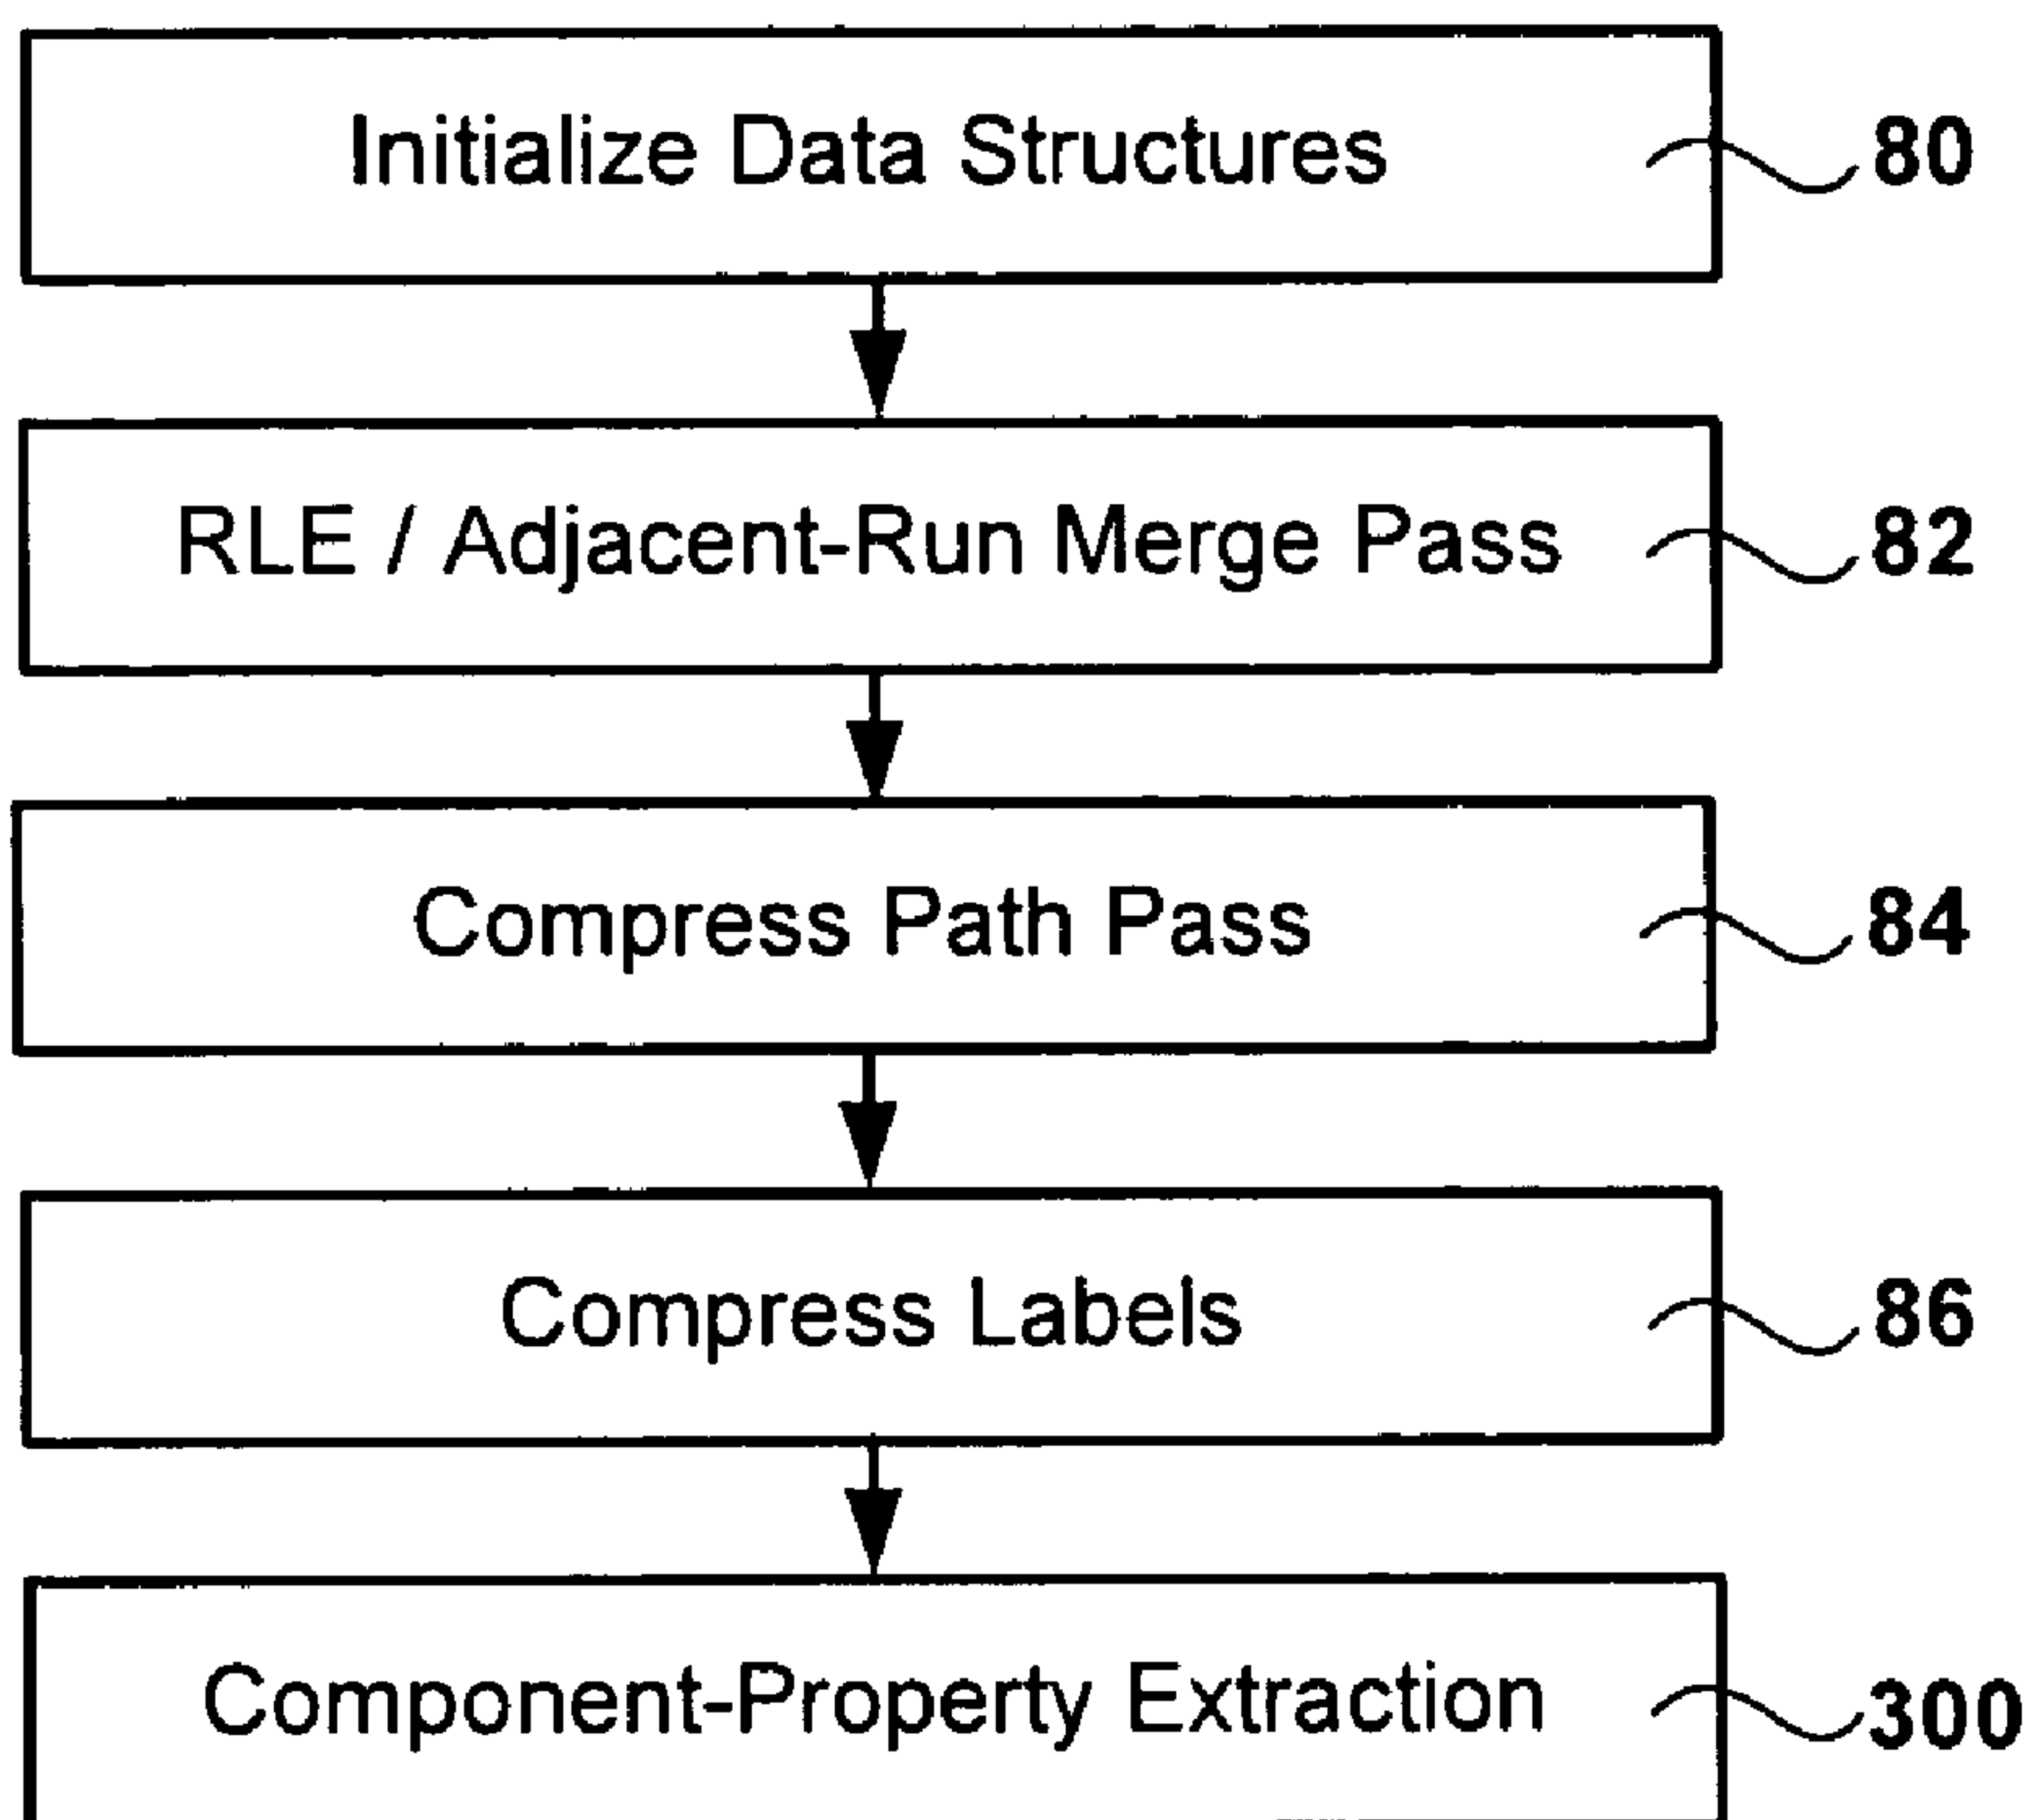 Initialize Data Structures 80
RLE / Adjacent-Run Merge Pass 82
Compress Path Pass 84
Compress Labels 86
Component-Property Extraction 300